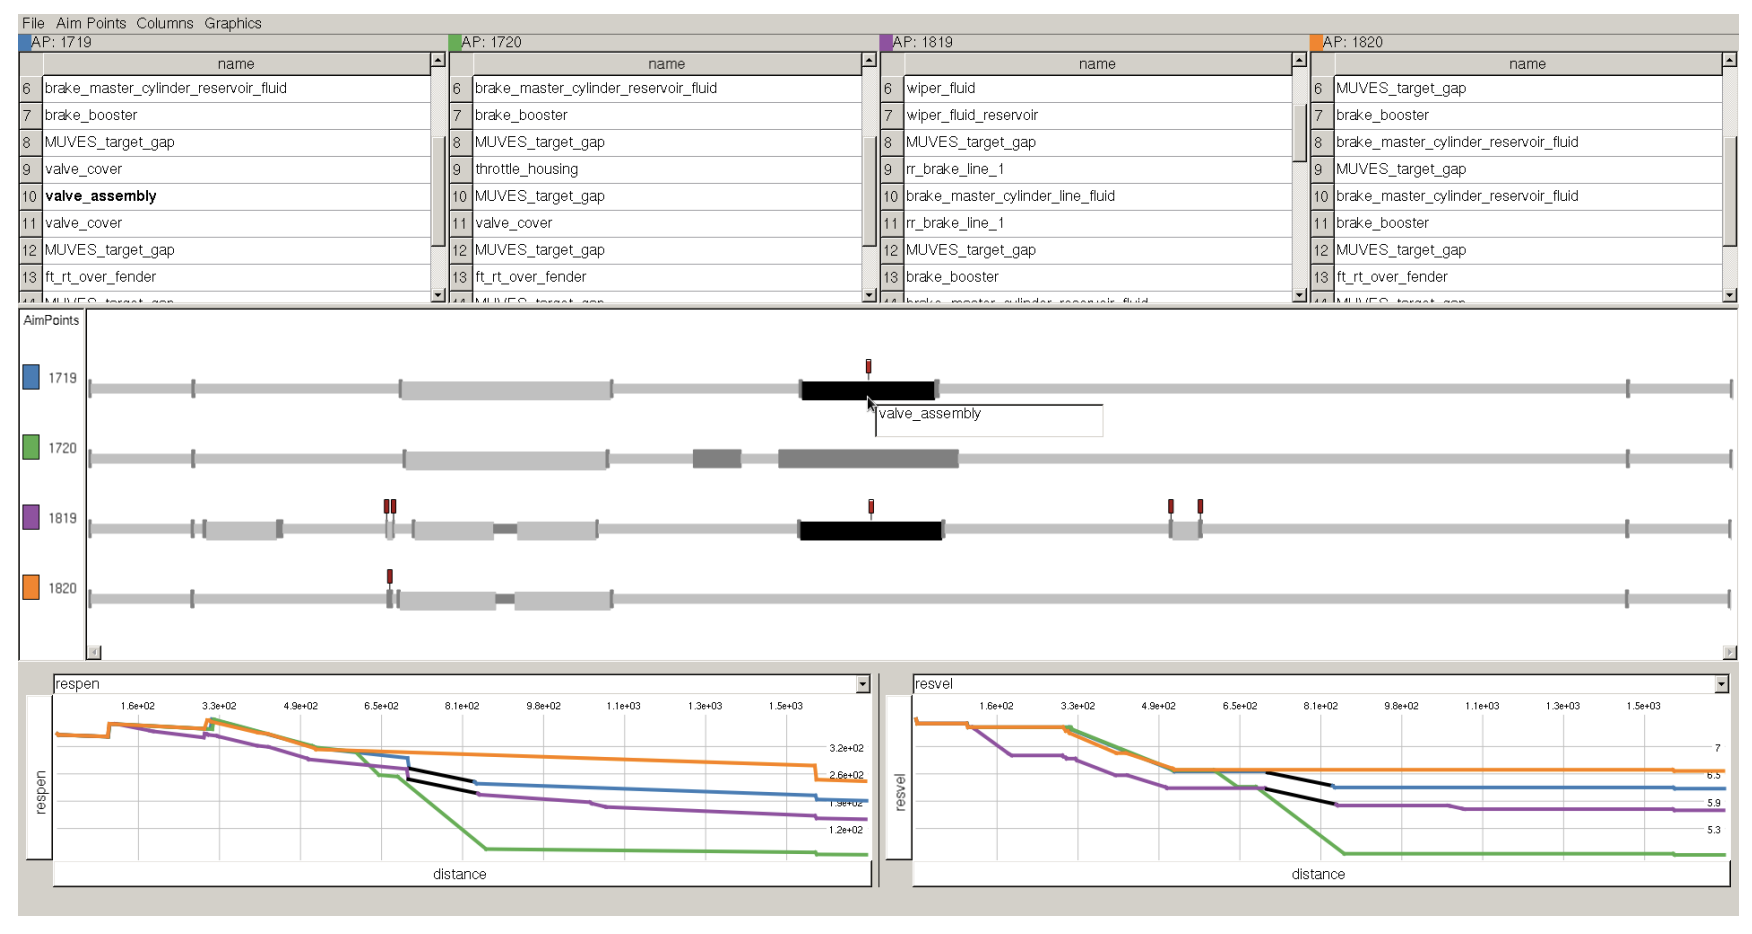 File Aim Points Columns Graphics
AP: 1719 AP: 1720 AP: 1819 AP: 1820
name name name name
6 brake_master_cylinder_reservoir_fluid 6 brake_master_cylinder_reservoir_fluid 6 wiper_fluid 6 MUVES_target_gap
7 brake_booster 7 brake_booster 7 wiper_fluid_reservoir 7 brake_booster
8 MUVES_target_gap 8 MUVES_target_gap 8 MUVES_target_gap 8 brake_master_cylinder_reservoir_fluid
9 valve_cover 9 throttle_housing 9 rr_brake_line_1 9 MUVES_target_gap
10 valve_assembly 10 MUVES_target_gap 10 brake_master_cylinder_line_fluid 10 brake_master_cylinder_reservoir_fluid
11 valve_cover 11 valve_cover 11 rr_brake_line_1 11 brake_booster
12 MUVES_target_gap 12 MUVES_target_gap 12 MUVES_target_gap 12 MUVES_target_gap
13 ft_rt_over_fender 13 ft_rt_over_fender 13 brake_booster 13 ft_rt_over_fender
14 MUVES_target_gap 14 MUVES_target_gap 14 brake_master_cylinder_reservoir_fluid 14 MUVES_target_gap
AimPoints
1719
valve_assembly
1720
1819
1820
respen resvel
1.6e+02 3.3e+02 4.9e+02 6.5e+02 8.1e+02 9.8e+02 1.1e+03 1.3e+03 1.5e+03 1.6e+02 3.3e+02 4.9e+02 6.5e+02 8.1e+02 9.8e+02 1.1e+03 1.3e+03 1.5e+03
3.2e+02 7
2.6e+02 6.5
1.9e+02 5.9
1.2e+02 5.3
respen resvel
distance distance